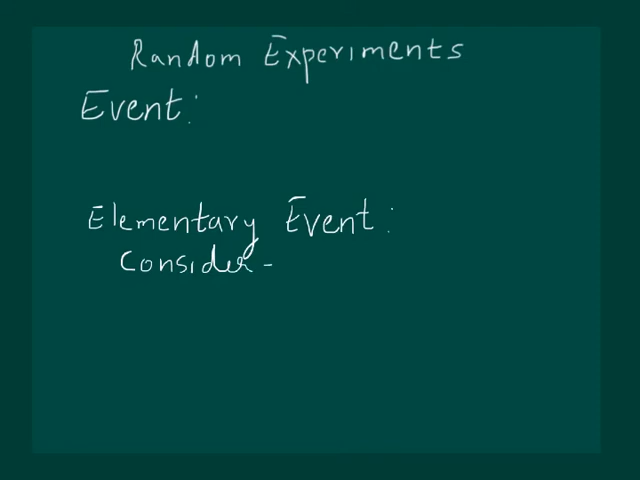 Random Experiments
Event:
Elementary Event:
Consider -